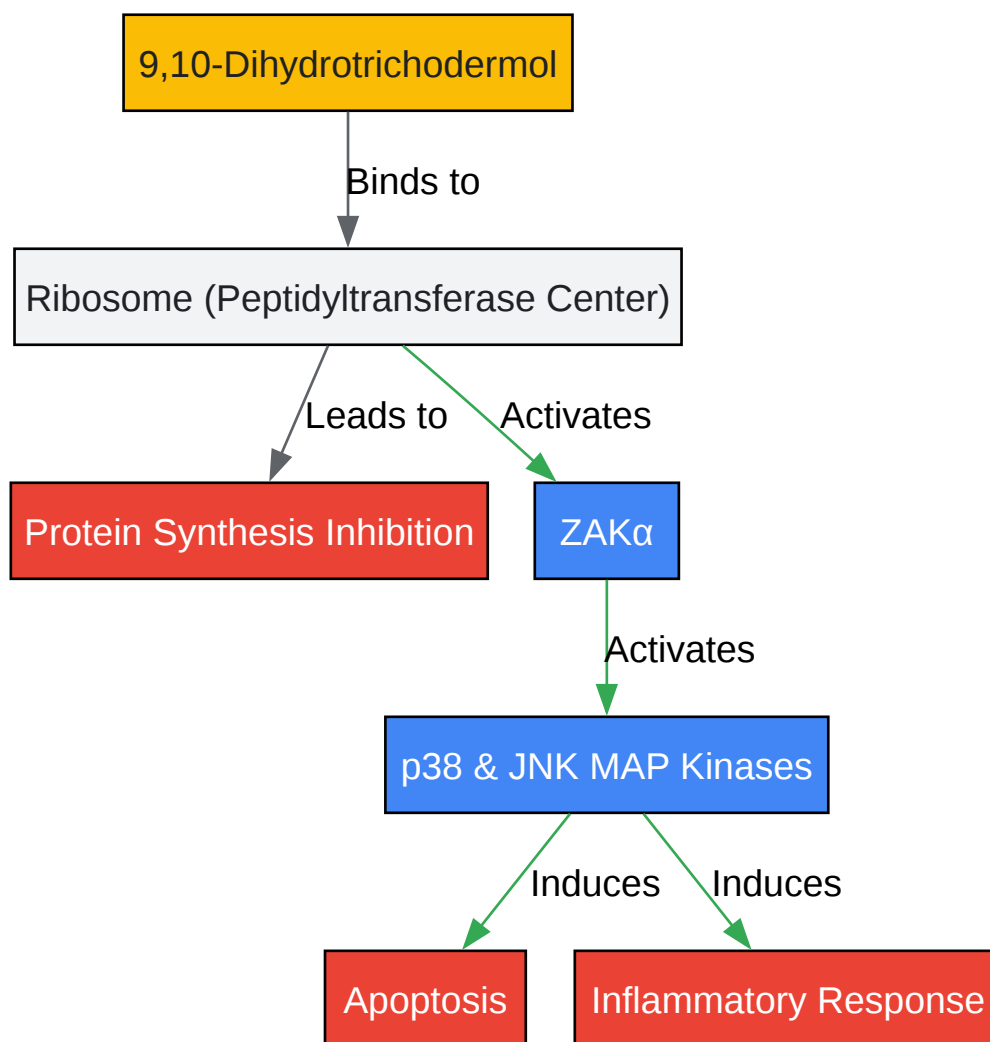 9,10-Dihydrotrichodermol
Binds to
Ribosome (Peptidyltransferase Center)
Leads to
Activates
Protein Synthesis Inhibition
ZAKα
Activates
p38 & JNK MAP Kinases
Induces
Induces
Apoptosis
Inflammatory Response